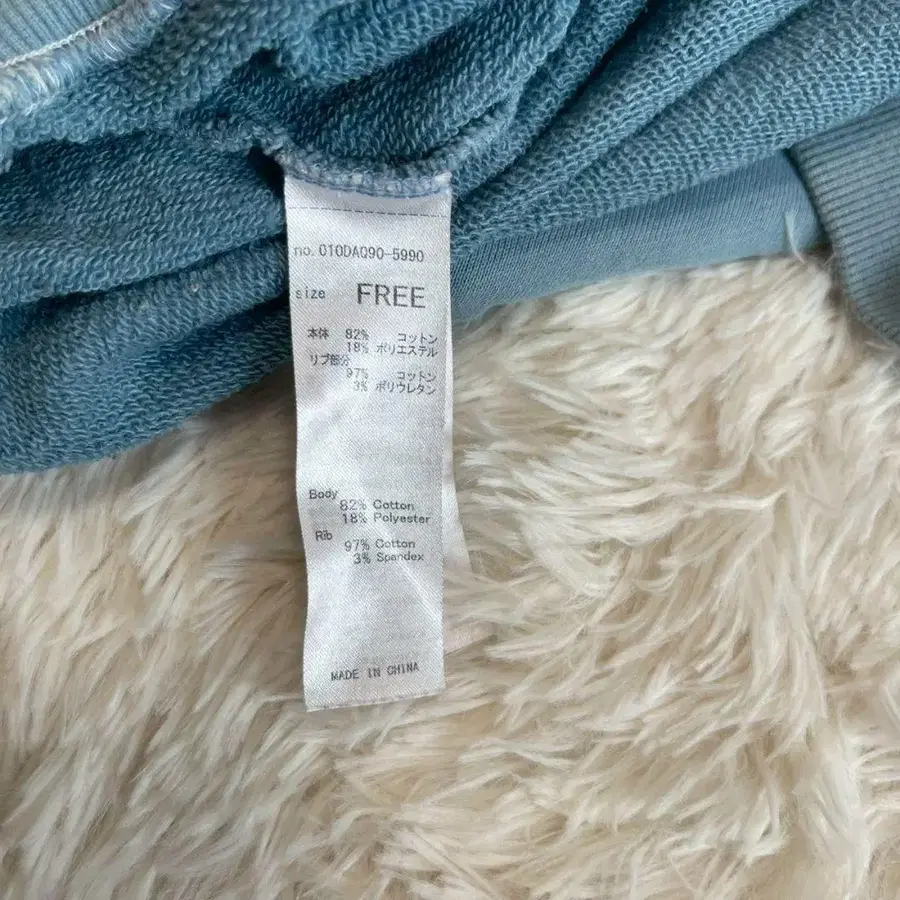 no. 010DAQ90-5990
size FREE
本体 82% コットン
18% ポリエステル
リブ部分
97% コットン
3% ポリウレタン
Body
82% Cotton
18% Polyester
Rib
97% Cotton
3% Spandex
MADE IN CHINA